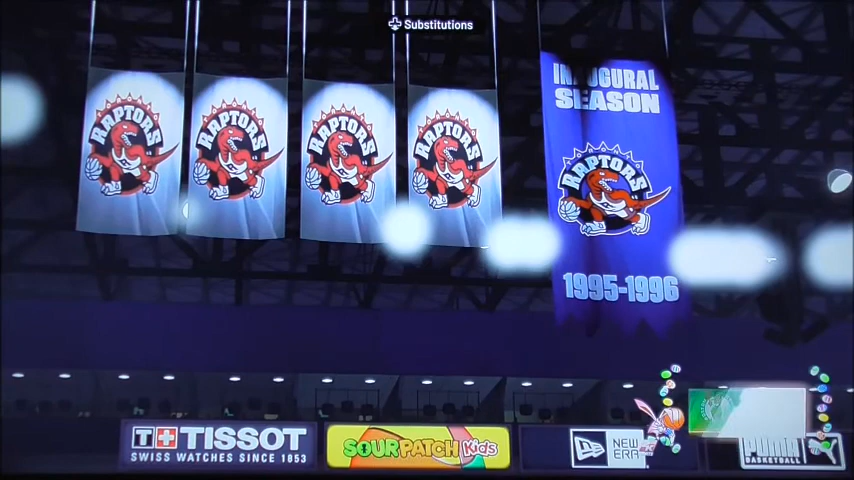 Substitutions
RAPTORS
RAPTORS
RAPTORS
RAPTORS
INAUGURAL
SEASON
RAPTORS
1995-1996
TISSOT
SWISS WATCHES SINCE 1853
SOUR PATCH Kids
NEW
ERA
PUMA
BASKETBALL